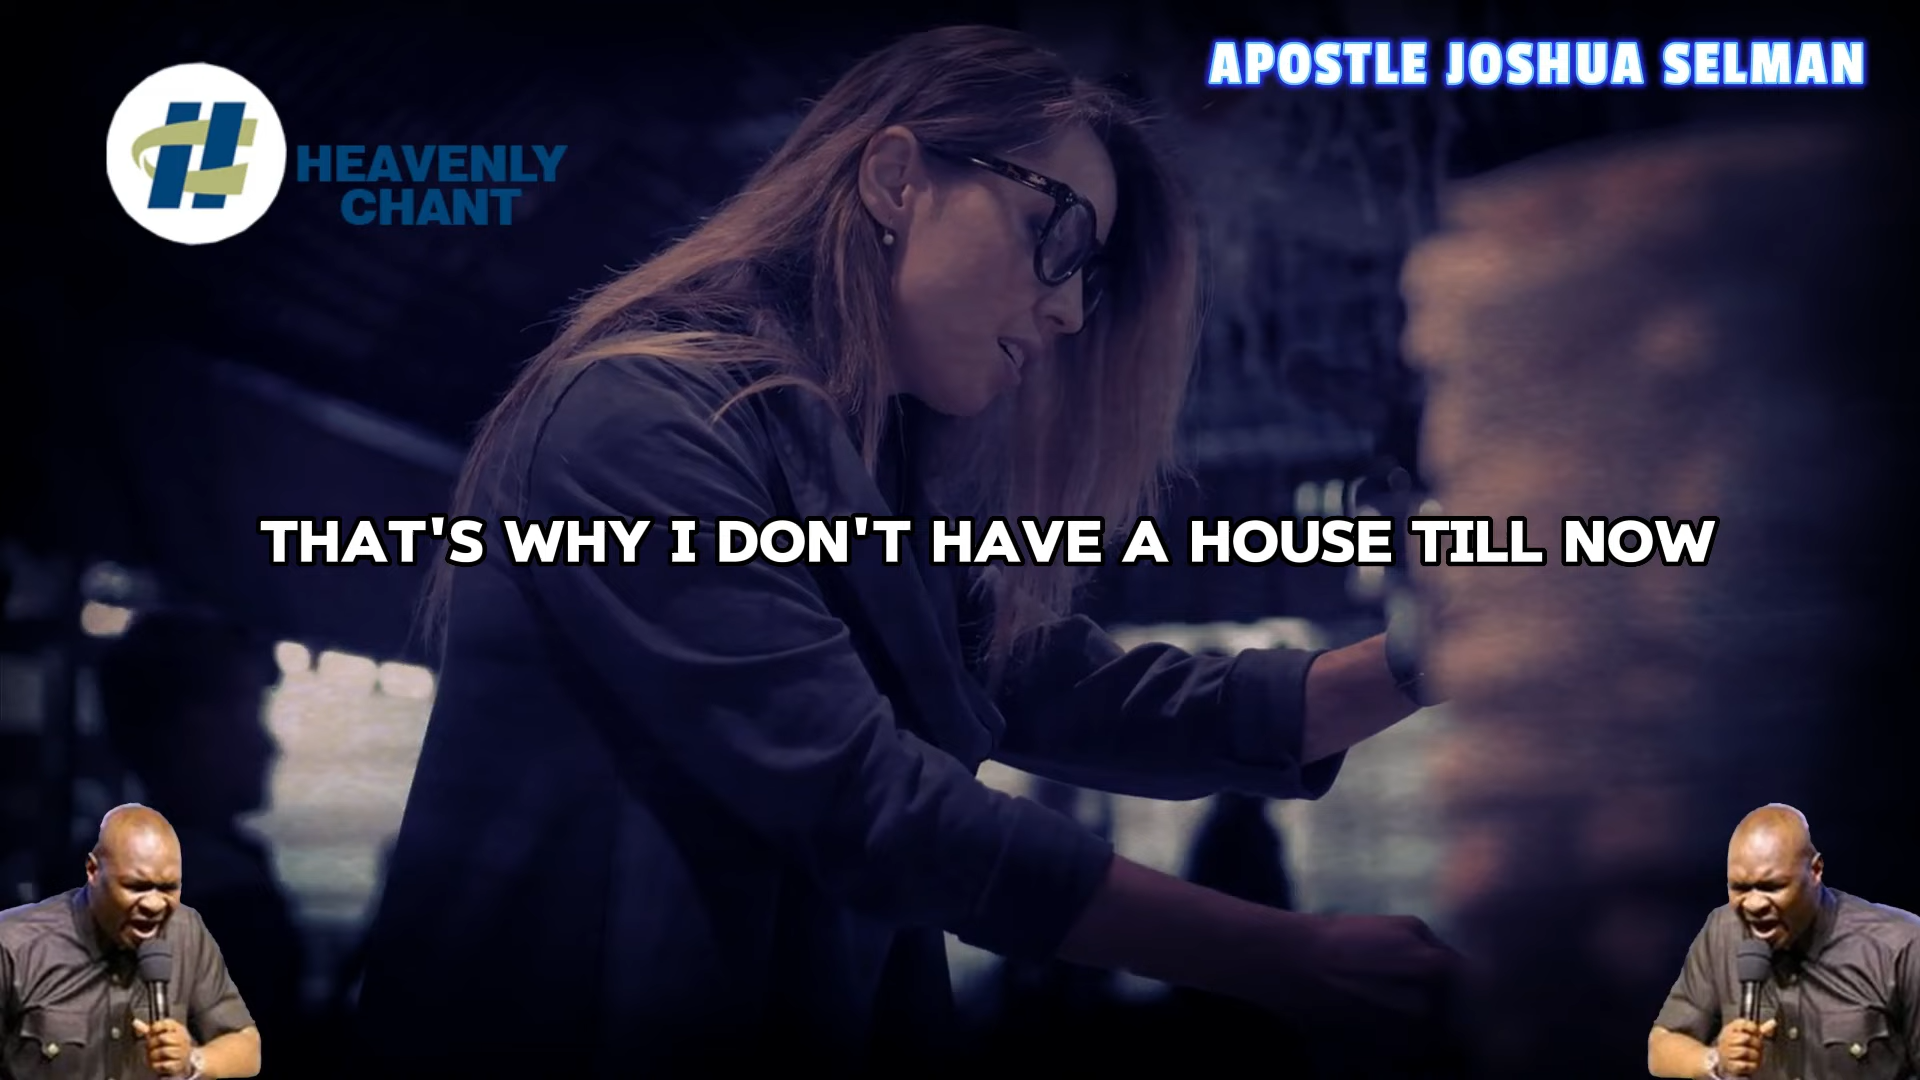 APOSTLE JOSHUA SELMAN
HEAVENLY
CHANT
THAT'S WHY I DON'T HAVE A HOUSE TILL NOW